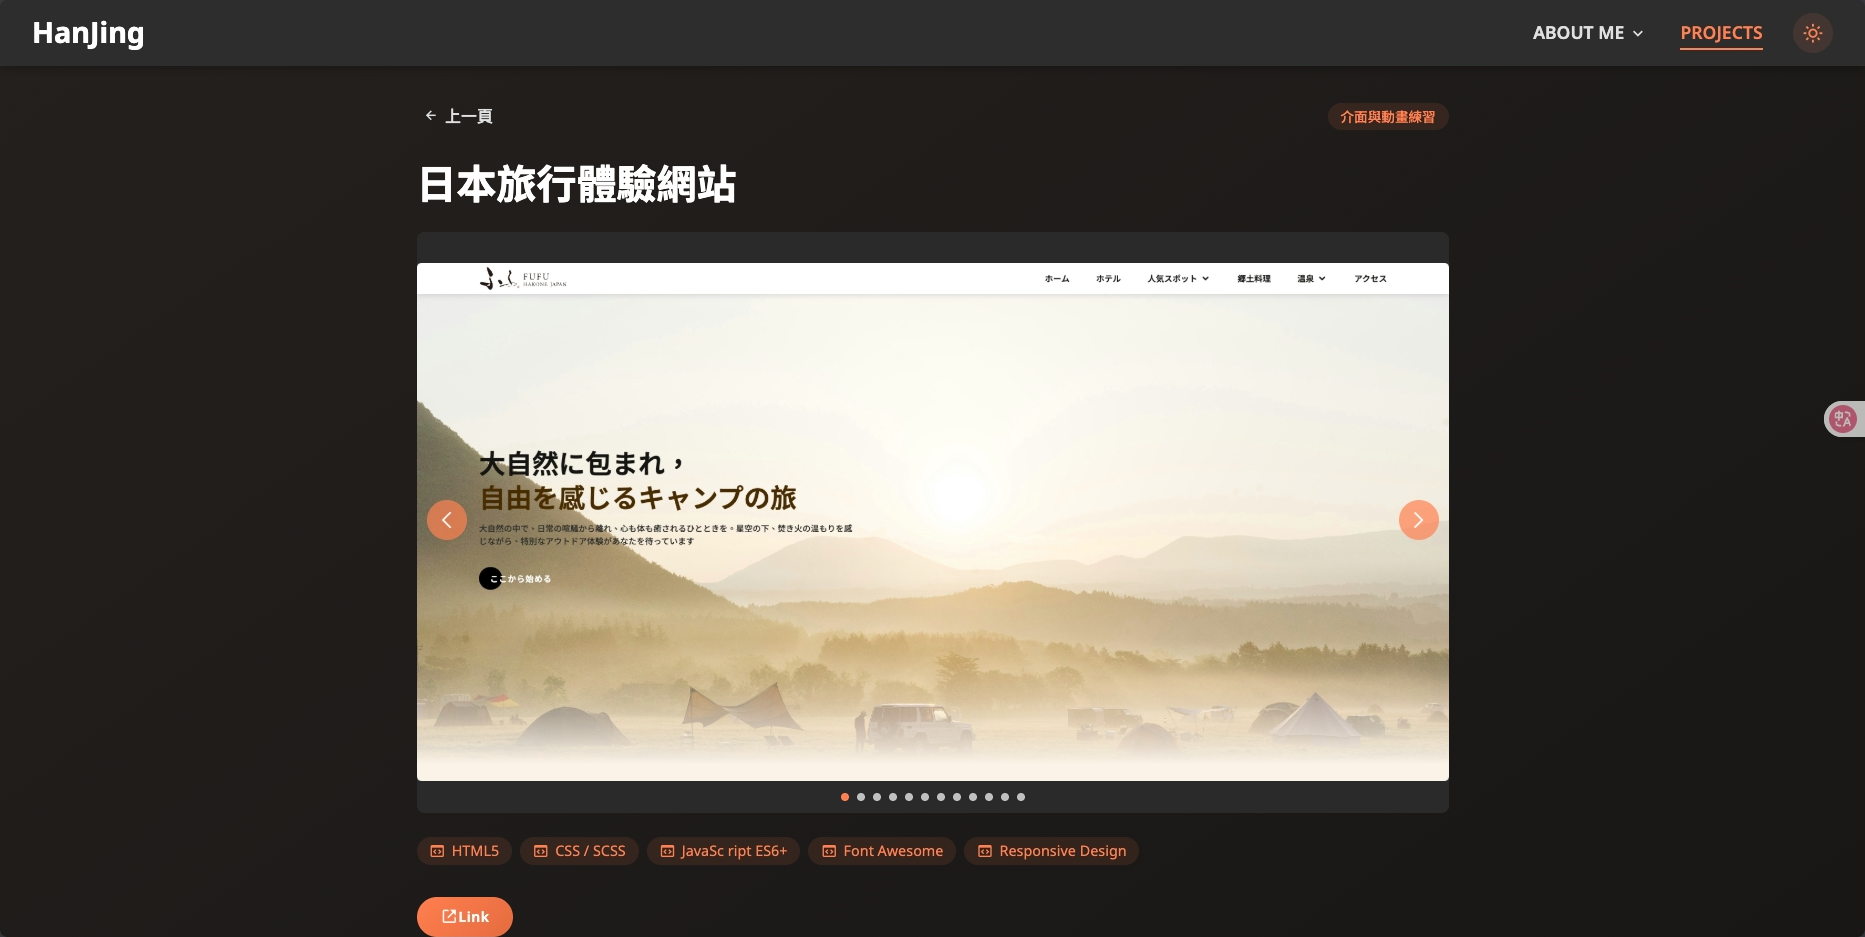 HanJing
ABOUT ME
PROJECTS
上一頁
介面與動畫練習
日本旅行體驗網站
FUFU
HAKONE JAPAN
ホーム
ホテル
人気スポット
郷土料理
温泉
アクセス
大自然に包まれ，
自由を感じるキャンプの旅
大自然の中で、日常の喧騒から離れ、心も体も癒されるひとときを。星空の下、焚き火の温もりを感
じながら、特別なアウトドア体験があなたを待っています
ここから始める
中A
HTML5
CSS / SCSS
JavaSc ript ES6+
Font Awesome
Responsive Design
Link